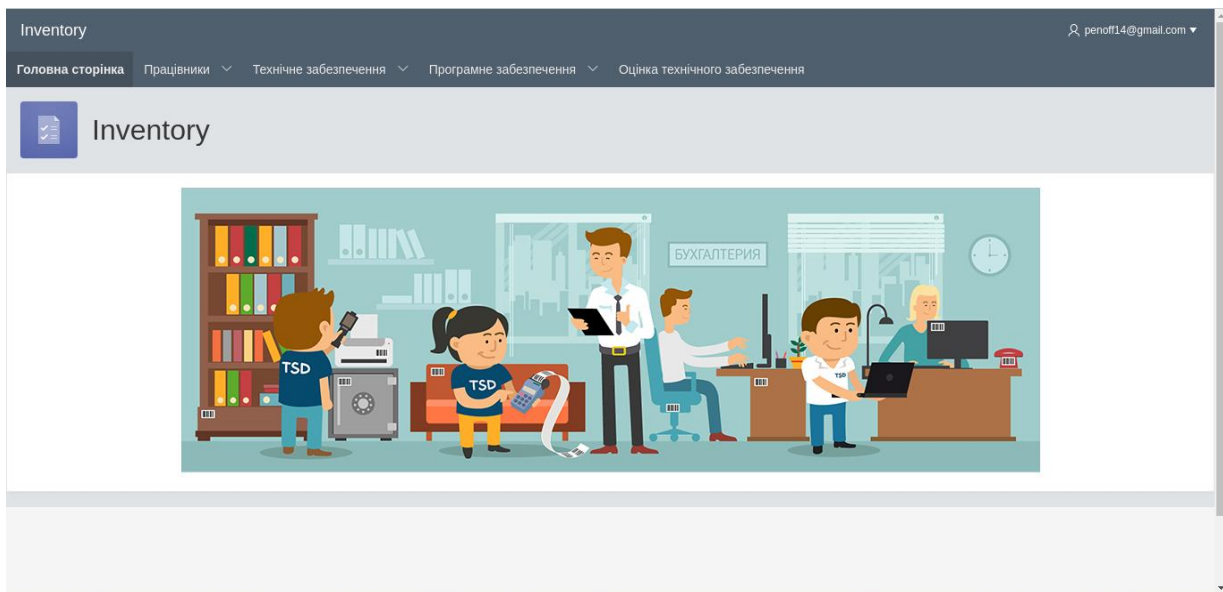 Inventory
penoff14@gmail.com
Головна сторінка Працівники Технічне забезпечення Програмне забезпечення Оцінка технічного забезпечення
Inventory
БУХГАЛТЕРИЯ
TSD
TSD
TSD